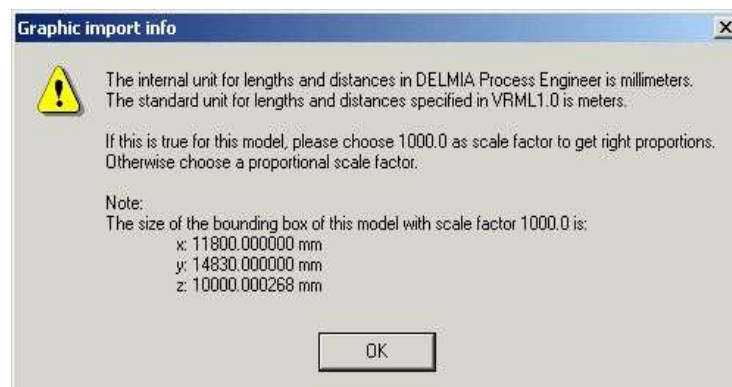 Graphic import info
The internal unit for lengths and distances in DELMIA Process Engineer is millimeters.
The standard unit for lengths and distances specified in VRML1.0 is meters.
If this is true for this model, please choose 1000.0 as scale factor to get right proportions.
Otherwise choose a proportional scale factor.
Note:
The size of the bounding box of this model with scale factor 1000.0 is:
x: 11800.000000 mm
y: 14830.000000 mm
z: 10000.000268 mm
OK